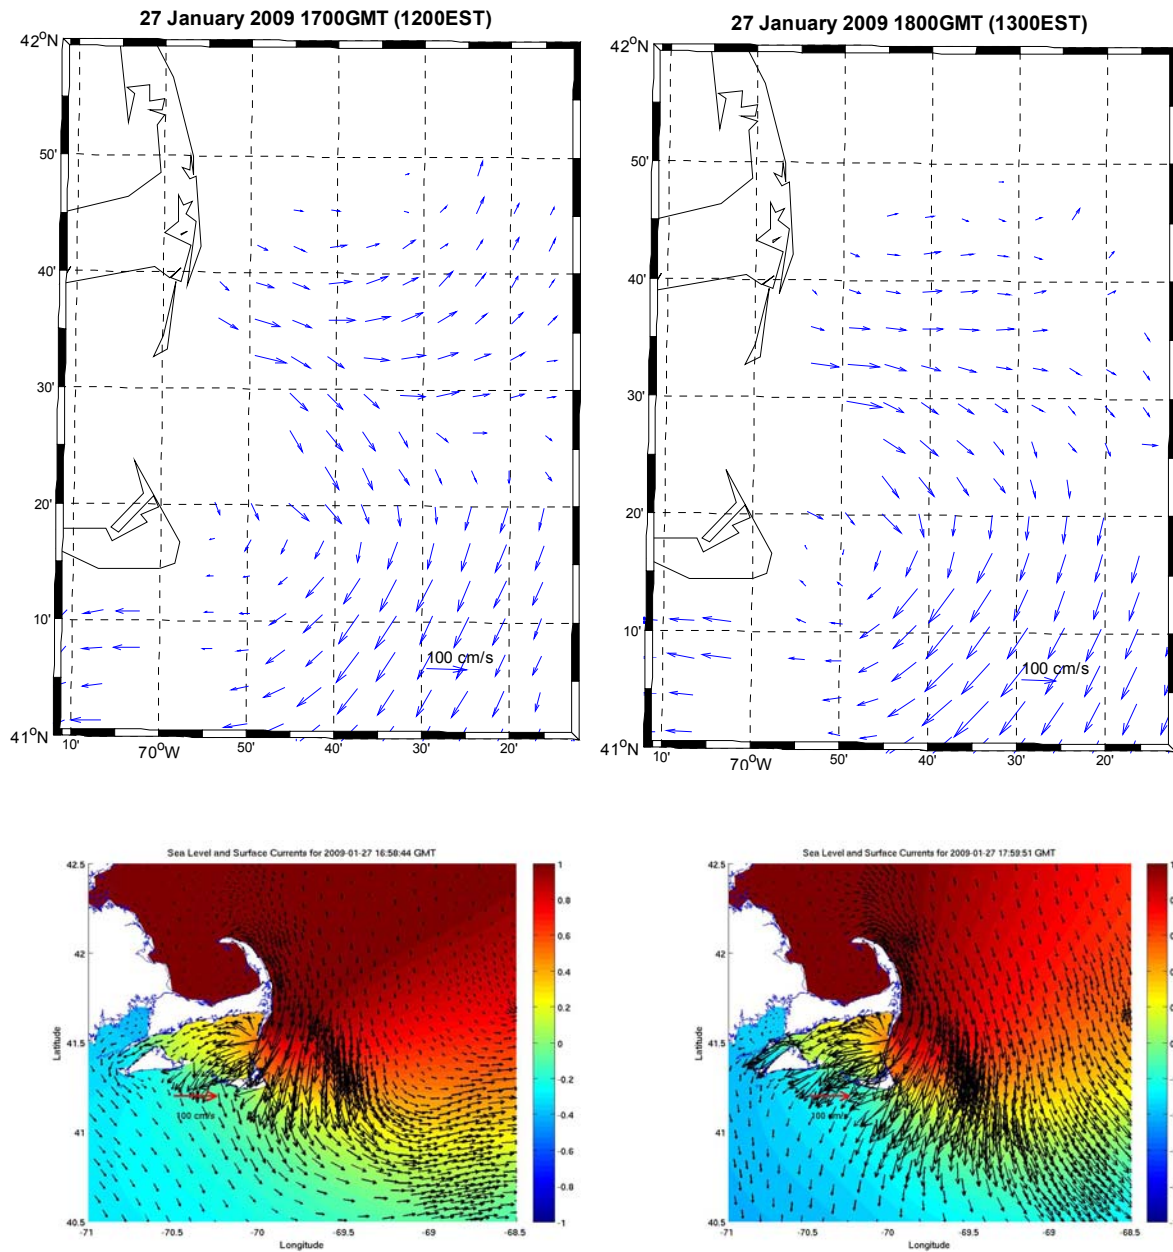 27 January 2009 1700GMT (1200EST)
42°N
50'
40'
30'
20'
10'
41°N
100 cm/s
10'
70°W
50'
40'
30'
20'
27 January 2009 1800GMT (1300EST)
42°N
50'
40'
30'
20'
10'
41°N
100 cm/s
10'
70°W
50'
40'
30'
20'
Sea Level and Surface Currents for 2009-01-27 16:58:44 GMT
42.5
42
41.5
41
40.5
Latitude
100 cm/s
-71
-70.5
-70
-69.5
-69
-68.5
Longitude
1
0.8
0.6
0.4
0.2
0
-0.2
-0.4
-0.6
-0.8
-1
Sea Level and Surface Currents for 2009-01-27 17:59:51 GMT
42.5
42
41.5
41
40.5
Latitude
100 cm/s
-71
-70.5
-70
-69.5
-69
-68.5
Longitude